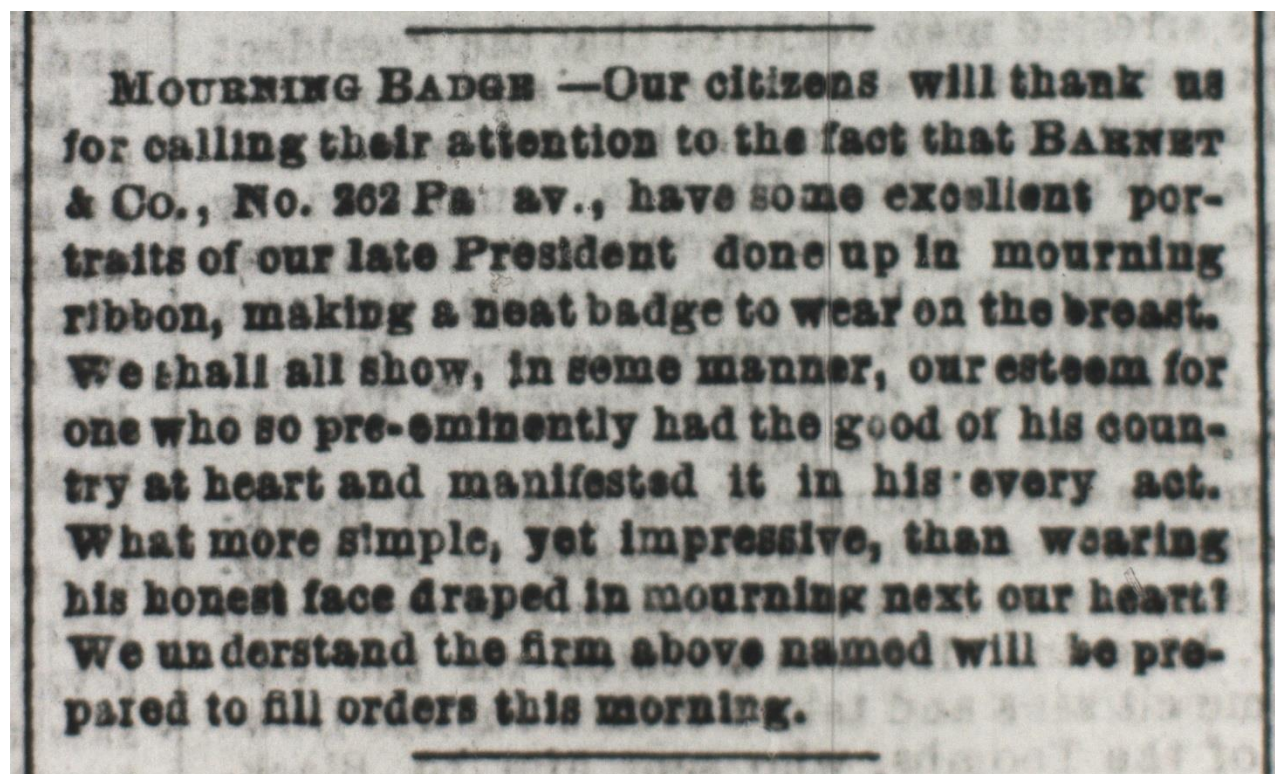 MOURNING BADGE —Our citizens will thank us
for calling their attention to the fact that BARNET
& Co., No. 262 Pa av., have some excellent por-
traits of our late President done up in mourning
ribbon, making a neat badge to wear on the breast.
We shall all show, in some manner, our esteem for
one who so pre-eminently had the good of his coun-
try at heart and manifested it in his every act.
What more simple, yet impressive, than wearing
his honest face draped in mourning next our heart?
We understand the firm above named will be pre-
pared to fill orders this morning.